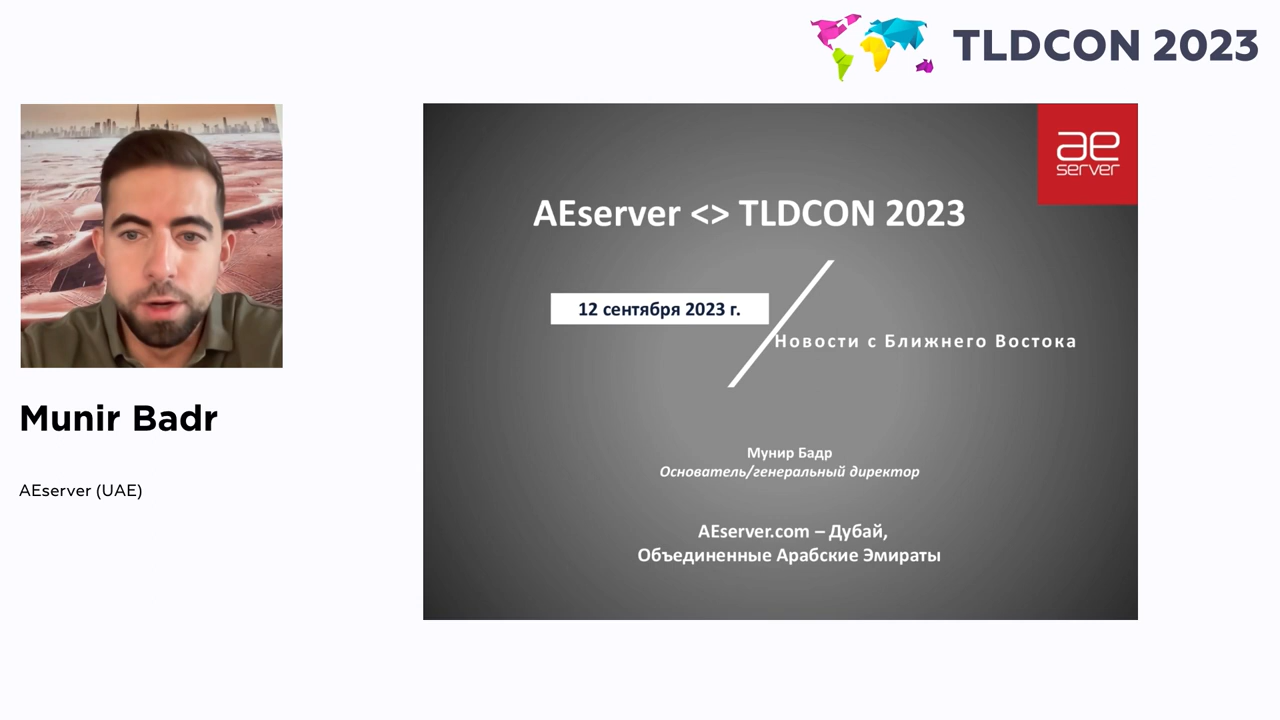 TLDCON 2023
ae
server
AEserver <> TLDCON 2023
12 сентября 2023 г.
Новости с Ближнего Востока
Мунир Бадр
Основатель/генеральный директор
AEserver.com – Дубай,
Объединенные Арабские Эмираты
Munir Badr
AEserver (UAE)